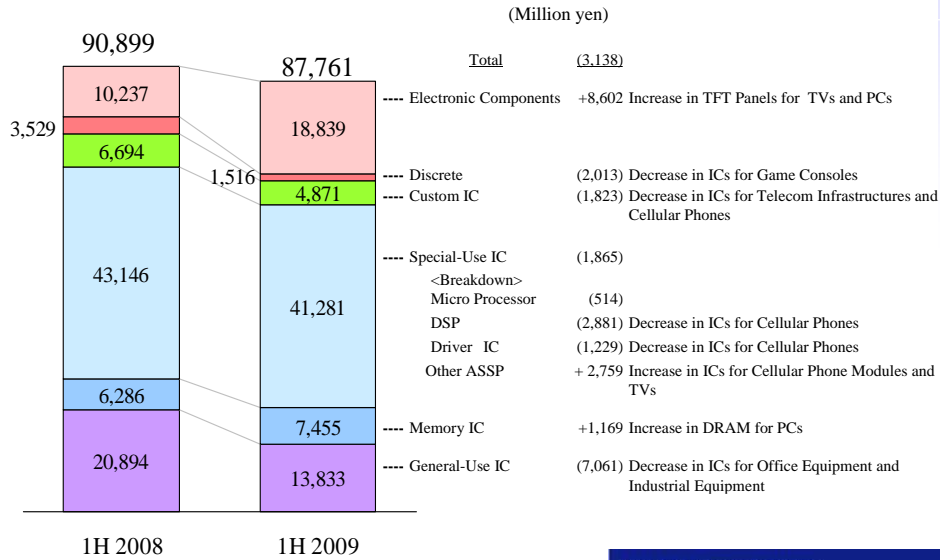 (Million yen)
90,899
87,761
Total (3,138)
10,237
18,839
---- Electronic Components +8,602 Increase in TFT Panels for TVs and PCs
3,529
1,516
---- Discrete (2,013) Decrease in ICs for Game Consoles
6,694
4,871
---- Custom IC (1,823) Decrease in ICs for Telecom Infrastructures and
Cellular Phones
43,146
41,281
---- Special-Use IC (1,865)
<Breakdown>
Micro Processor (514)
DSP (2,881) Decrease in ICs for Cellular Phones
Driver IC (1,229) Decrease in ICs for Cellular Phones
Other ASSP + 2,759 Increase in ICs for Cellular Phone Modules and
TVs
6,286
7,455
---- Memory IC +1,169 Increase in DRAM for PCs
20,894
13,833
---- General-Use IC (7,061) Decrease in ICs for Office Equipment and
Industrial Equipment
1H 2008 1H 2009